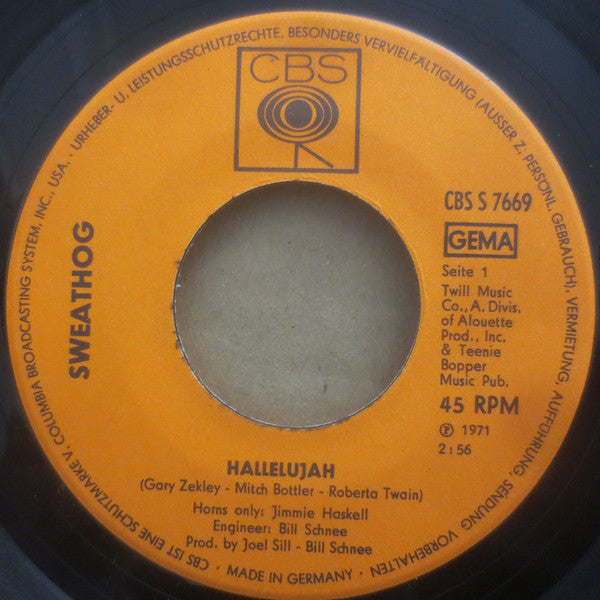 CBS
URHEBER- U. LEISTUNGSSCHUTZRECHTE, BESONDERS VERVIELFÄLTIGUNG (AUSSER Z. PERSÖNL. GEBRAUCH), VERMIETUNG, AUFFÜHRUNG, SENDUNG VORBEHALTEN
CBS IST EINE SCHUTZMARKE V. COLUMBIA BROADCASTING SYSTEM, INC., USA. ·
SWEATHOG
CBS S 7669
GEMA
Seite 1
Twill Music
Co., A. Divis.
of Alouette
Prod., Inc.
& Teenie
Bopper
Music Pub.
45 RPM
℗ 1971
2:56
HALLELUJAH
(Gary Zekley - Mitch Bottler - Roberta Twain)
Horns only: Jimmie Haskell
Engineer: Bill Schnee
Prod. by Joel Sill - Bill Schnee
· MADE IN GERMANY ·